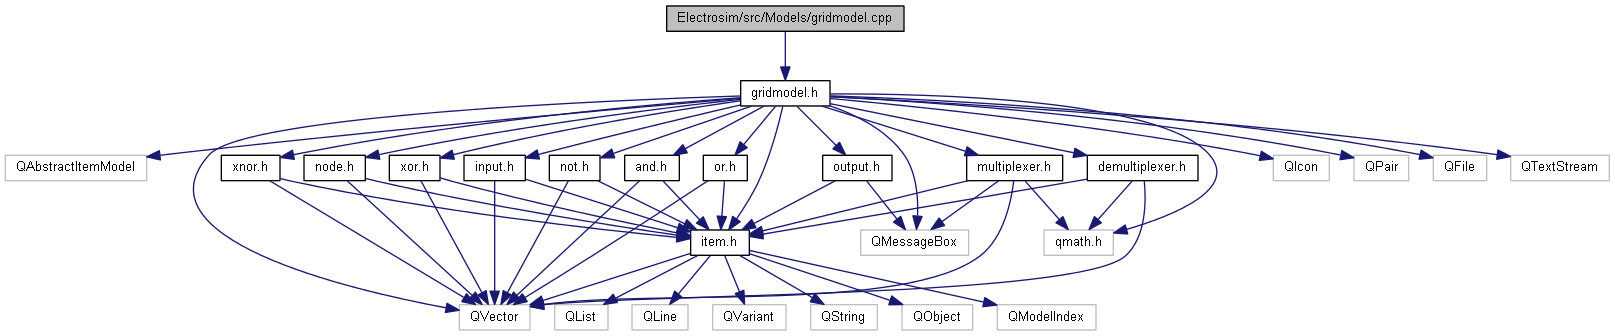 Electrosim/src/Models/gridmodel.cpp
gridmodel.h
QAbstractItemModel
xnor.h
node.h
xor.h
input.h
not.h
and.h
or.h
output.h
multiplexer.h
demultiplexer.h
QIcon
QPair
QFile
QTextStream
item.h
QMessageBox
qmath.h
QVector
QList
QLine
QVariant
QString
QObject
QModelIndex